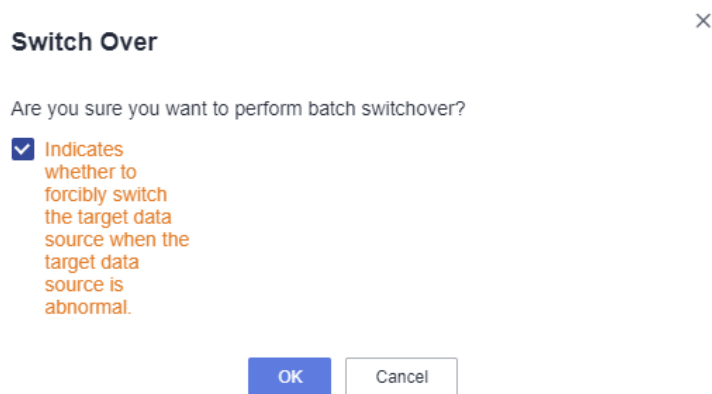 Switch Over
Are you sure you want to perform batch switchover?
Indicates
whether to
forcibly switch
the target data
source when the
target data
source is
abnormal.
OK
Cancel